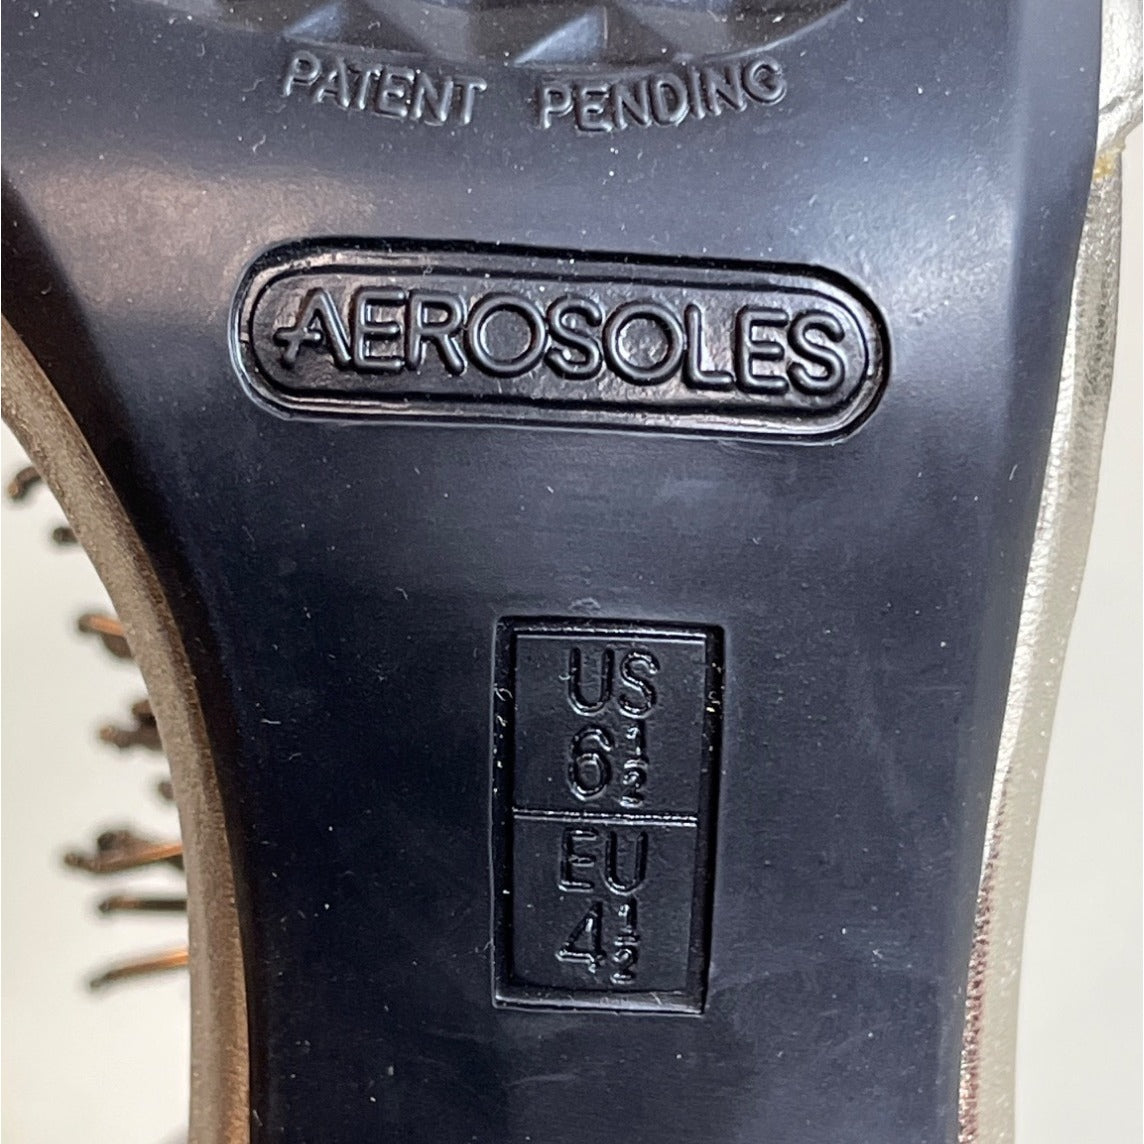 PATENT PENDING
AEROSOLES
US
6 1/2
EU
4 1/2